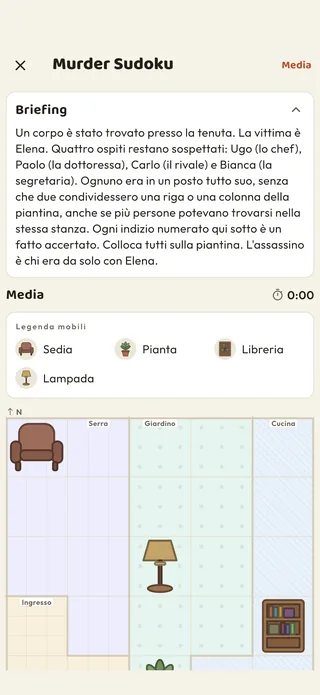 Murder Sudoku
Media
Briefing
Un corpo è stato trovato presso la tenuta. La vittima è
Elena. Quattro ospiti restano sospettati: Ugo (lo chef),
Paolo (la dottoressa), Carlo (il rivale) e Bianca (la
segretaria). Ognuno era in un posto tutto suo, senza
che due condividessero una riga o una colonna della
piantina, anche se più persone potevano trovarsi nella
stessa stanza. Ogni indizio numerato qui sotto è un
fatto accertato. Colloca tutti sulla piantina. L'assassino
è chi era da solo con Elena.
Media
0:00
Legenda mobili
Sedia
Pianta
Libreria
Lampada
↑ N
Serra
Giardino
Cucina
Ingresso